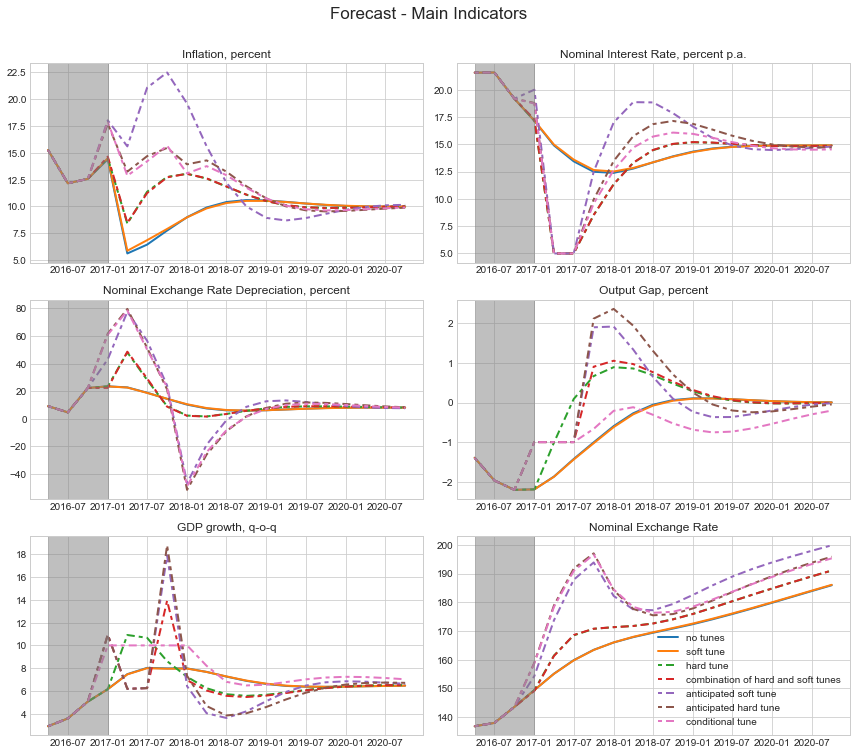 Forecast - Main Indicators
Inflation, percent
22.5
20.0
17.5
15.0
12.5
10.0
7.5
5.0
2016-07 2017-01 2017-07 2018-01 2018-07 2019-01 2019-07 2020-01 2020-07
Nominal Interest Rate, percent p.a.
20.0
17.5
15.0
12.5
10.0
7.5
5.0
2016-07 2017-01 2017-07 2018-01 2018-07 2019-01 2019-07 2020-01 2020-07
Nominal Exchange Rate Depreciation, percent
80
60
40
20
0
−20
−40
2016-07 2017-01 2017-07 2018-01 2018-07 2019-01 2019-07 2020-01 2020-07
Output Gap, percent
2
1
0
−1
−2
2016-07 2017-01 2017-07 2018-01 2018-07 2019-01 2019-07 2020-01 2020-07
GDP growth, q-o-q
18
16
14
12
10
8
6
4
2016-07 2017-01 2017-07 2018-01 2018-07 2019-01 2019-07 2020-01 2020-07
Nominal Exchange Rate
200
190
180
170
160
150
140
no tunes
soft tune
hard tune
combination of hard and soft tunes
anticipated soft tune
anticipated hard tune
conditional tune
2016-07 2017-01 2017-07 2018-01 2018-07 2019-01 2019-07 2020-01 2020-07